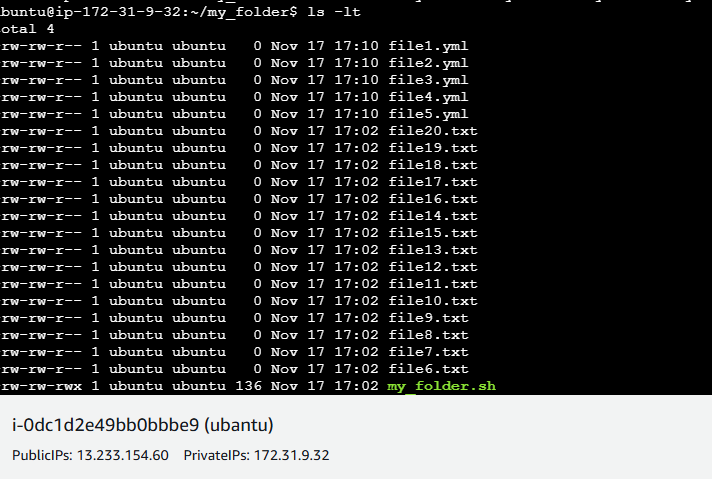 buntu@ip-172-31-9-32:~/my_folder$ ls -lt
otal 4
rw-rw-r-- 1 ubuntu ubuntu   0 Nov 17 17:10 file1.yml
rw-rw-r-- 1 ubuntu ubuntu   0 Nov 17 17:10 file2.yml
rw-rw-r-- 1 ubuntu ubuntu   0 Nov 17 17:10 file3.yml
rw-rw-r-- 1 ubuntu ubuntu   0 Nov 17 17:10 file4.yml
rw-rw-r-- 1 ubuntu ubuntu   0 Nov 17 17:10 file5.yml
rw-rw-r-- 1 ubuntu ubuntu   0 Nov 17 17:02 file20.txt
rw-rw-r-- 1 ubuntu ubuntu   0 Nov 17 17:02 file19.txt
rw-rw-r-- 1 ubuntu ubuntu   0 Nov 17 17:02 file18.txt
rw-rw-r-- 1 ubuntu ubuntu   0 Nov 17 17:02 file17.txt
rw-rw-r-- 1 ubuntu ubuntu   0 Nov 17 17:02 file16.txt
rw-rw-r-- 1 ubuntu ubuntu   0 Nov 17 17:02 file14.txt
rw-rw-r-- 1 ubuntu ubuntu   0 Nov 17 17:02 file15.txt
rw-rw-r-- 1 ubuntu ubuntu   0 Nov 17 17:02 file13.txt
rw-rw-r-- 1 ubuntu ubuntu   0 Nov 17 17:02 file12.txt
rw-rw-r-- 1 ubuntu ubuntu   0 Nov 17 17:02 file11.txt
rw-rw-r-- 1 ubuntu ubuntu   0 Nov 17 17:02 file10.txt
rw-rw-r-- 1 ubuntu ubuntu   0 Nov 17 17:02 file9.txt
rw-rw-r-- 1 ubuntu ubuntu   0 Nov 17 17:02 file8.txt
rw-rw-r-- 1 ubuntu ubuntu   0 Nov 17 17:02 file7.txt
rw-rw-r-- 1 ubuntu ubuntu   0 Nov 17 17:02 file6.txt
rw-rw-rwx 1 ubuntu ubuntu 136 Nov 17 17:02 my_folder.sh
i-0dc1d2e49bb0bbbe9 (ubantu)
PublicIPs: 13.233.154.60    PrivateIPs: 172.31.9.32